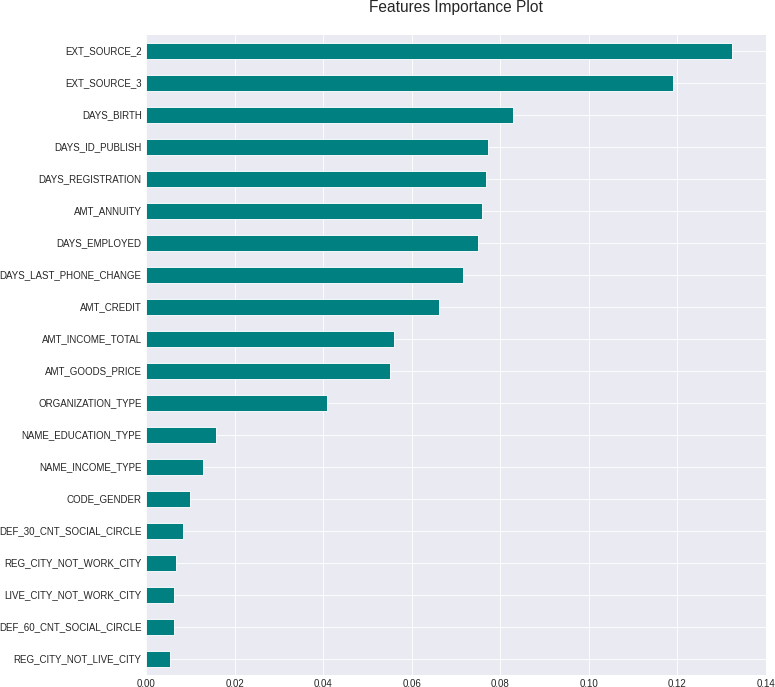 Features Importance Plot
EXT_SOURCE_2
EXT_SOURCE_3
DAYS_BIRTH
DAYS_ID_PUBLISH
DAYS_REGISTRATION
AMT_ANNUITY
DAYS_EMPLOYED
DAYS_LAST_PHONE_CHANGE
AMT_CREDIT
AMT_INCOME_TOTAL
AMT_GOODS_PRICE
ORGANIZATION_TYPE
NAME_EDUCATION_TYPE
NAME_INCOME_TYPE
CODE_GENDER
DEF_30_CNT_SOCIAL_CIRCLE
REG_CITY_NOT_WORK_CITY
LIVE_CITY_NOT_WORK_CITY
DEF_60_CNT_SOCIAL_CIRCLE
REG_CITY_NOT_LIVE_CITY
0.00 0.02 0.04 0.06 0.08 0.10 0.12 0.14